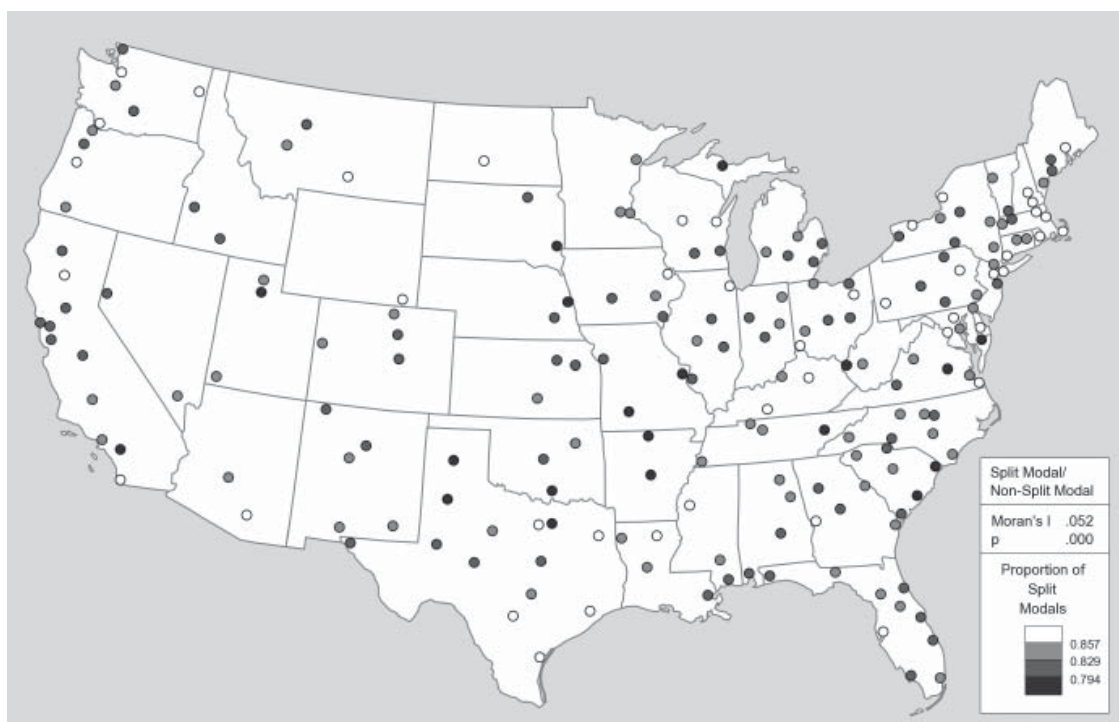 Split Modal/
Non-Split Modal
Moran's I .052
p .000
Proportion of
Split
Modals
0.857
0.829
0.794